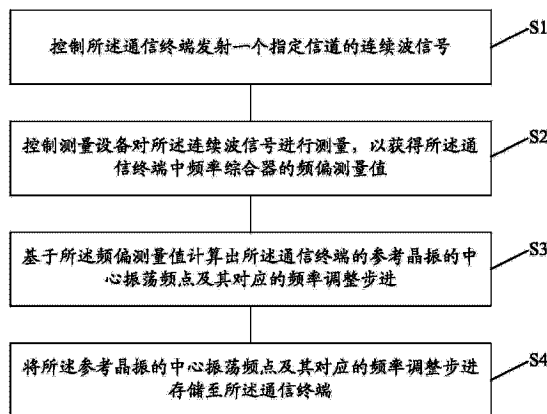 控制所述通信终端发射一个指定信道的连续波信号
S1
控制测量设备对所述连续波信号进行测量，以获得所述通
信终端中频率综合器的频偏测量值
S2
基于所述频偏测量值计算出所述通信终端的参考晶振的中
心振荡频点及其对应的频率调整步进
S3
将所述参考晶振的中心振荡频点及其对应的频率调整步进
存储至所述通信终端
S4